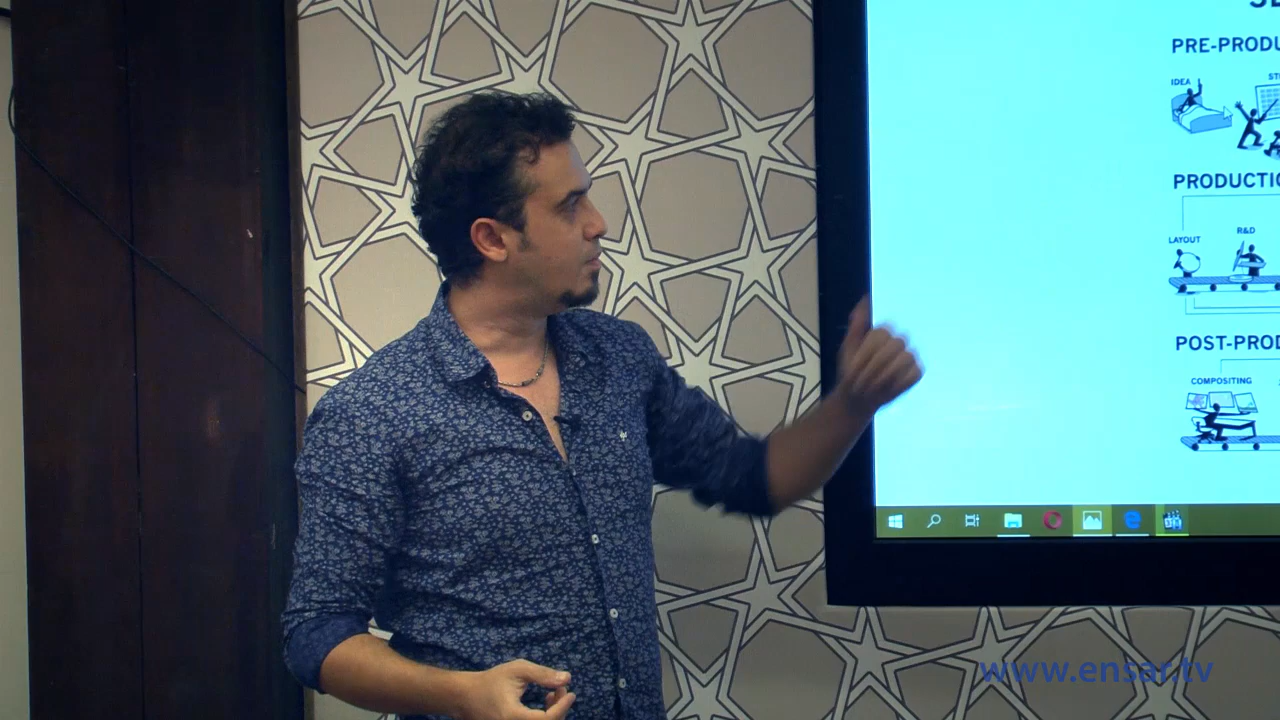 PRE-PRODU
IDEA
PRODUCTIO
LAYOUT
R&D
POST-PROD
COMPOSITING
www.ensar.tv